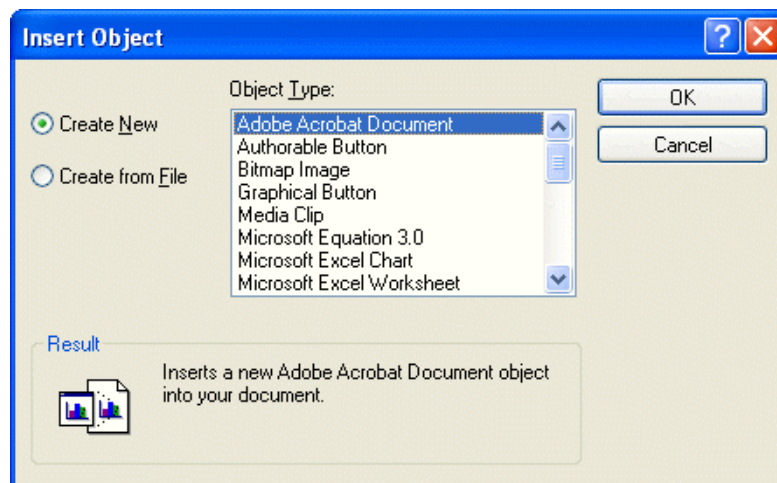 Insert Object
Object Type:
Create New
Create from File
Adobe Acrobat Document
Authorable Button
Bitmap Image
Graphical Button
Media Clip
Microsoft Equation 3.0
Microsoft Excel Chart
Microsoft Excel Worksheet
OK
Cancel
Result
Inserts a new Adobe Acrobat Document object
into your document.